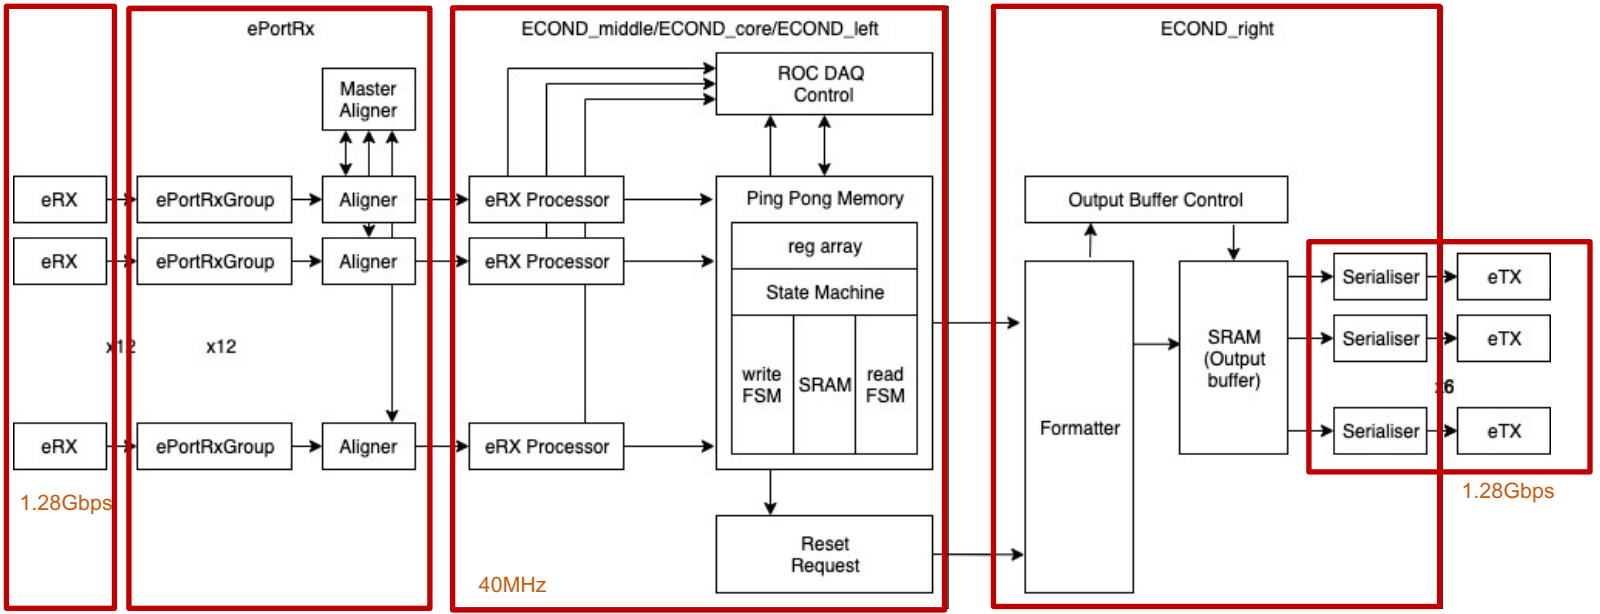 ePortRx
ECOND_middle/ECOND_core/ECOND_left
ECOND_right
Master
Aligner
ROC DAQ
Control
eRX
ePortRxGroup
Aligner
eRX Processor
Ping Pong Memory
Output Buffer Control
eRX
ePortRxGroup
Aligner
eRX Processor
reg array
State Machine
write
FSM
SRAM
read
FSM
Serialiser
eTX
Serialiser
eTX
SRAM
(Output
buffer)
x12
x12
x6
Formatter
Serialiser
eTX
eRX
ePortRxGroup
Aligner
eRX Processor
1.28Gbps
1.28Gbps
Reset
Request
40MHz